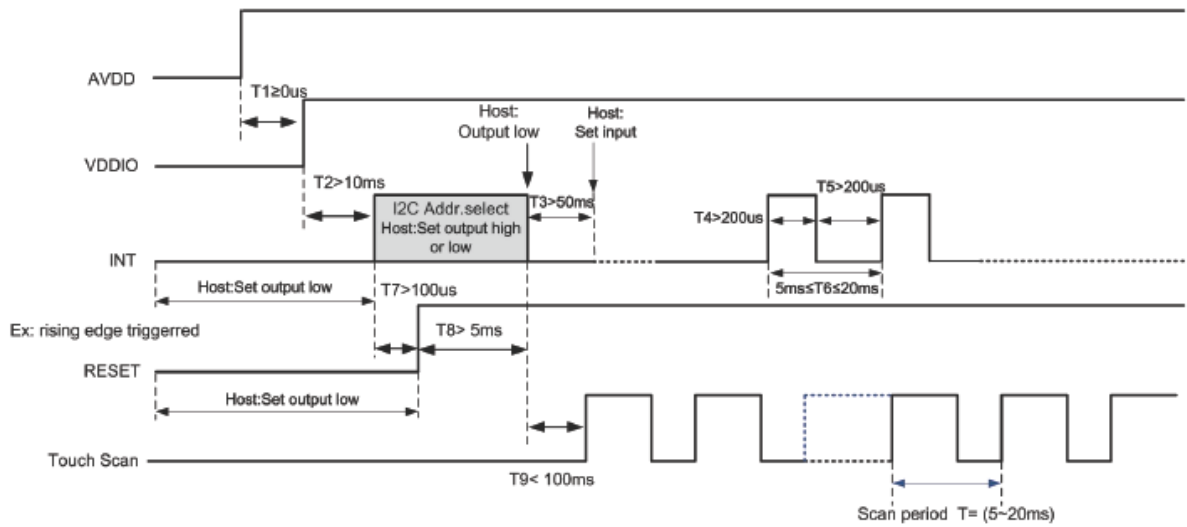 AVDD
T1≥0us
Host:
Output low
Host:
Set input
VDDIO
T2>10ms
I2C Addr.select
Host:Set output high
or low
T3>50ms
T4>200us
T5>200us
INT
5ms≤T6≤20ms
Host:Set output low
T7>100us
Ex: rising edge triggerred
T8> 5ms
RESET
Host:Set output low
Touch Scan
T9< 100ms
Scan period T= (5~20ms)